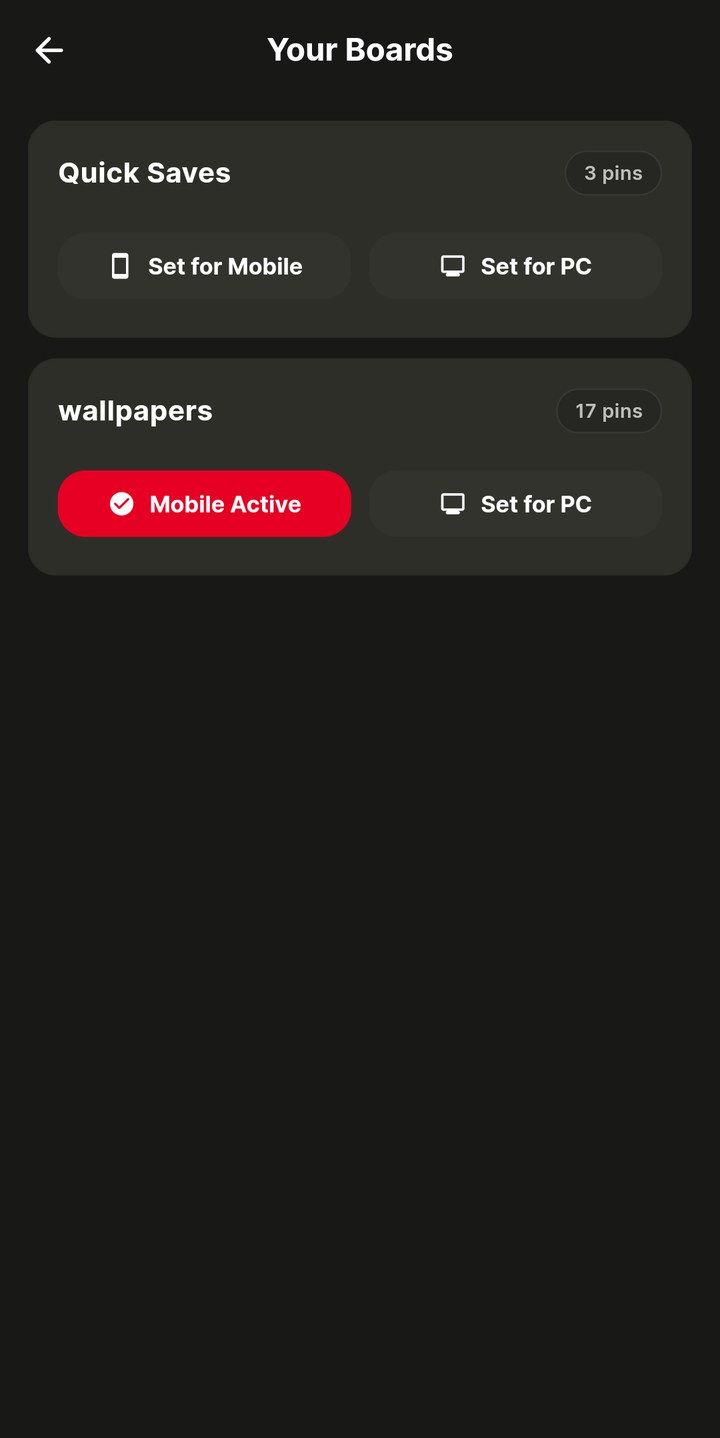 Your Boards
Quick Saves
3 pins
Set for Mobile
Set for PC
wallpapers
17 pins
Mobile Active
Set for PC